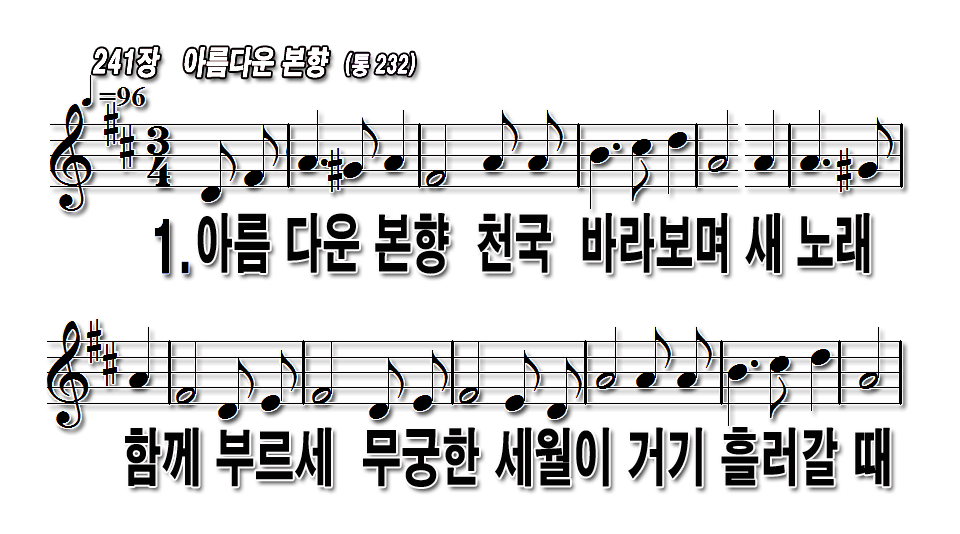 241장 아름다운 본향 (통 232)
♩=96
3/4
1. 아름 다운 본향 천국 바라보며 새 노래
함께 부르세 무궁한 세월이 거기 흘러갈 때